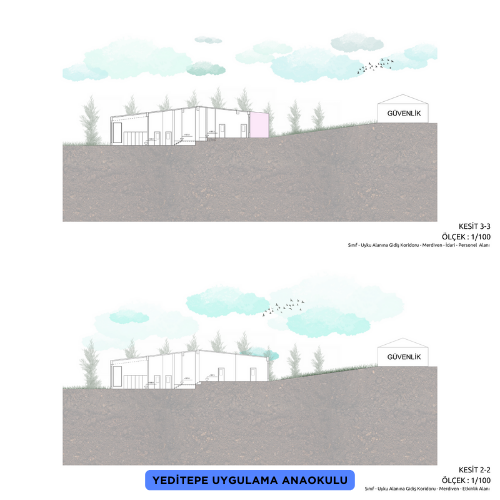 GÜVENLİK
KESİT 3-3
ÖLÇEK : 1/100
Sınıf - Uyku Alanına Gidiş Koridoru - Merdiven - İdari - Personel Alanı
GÜVENLİK
KESİT 2-2
ÖLÇEK : 1/100
Sınıf - Uyku Alanına Gidiş Koridoru - Merdiven - Etkinlik Alanı
YEDİTEPE UYGULAMA ANAOKULU